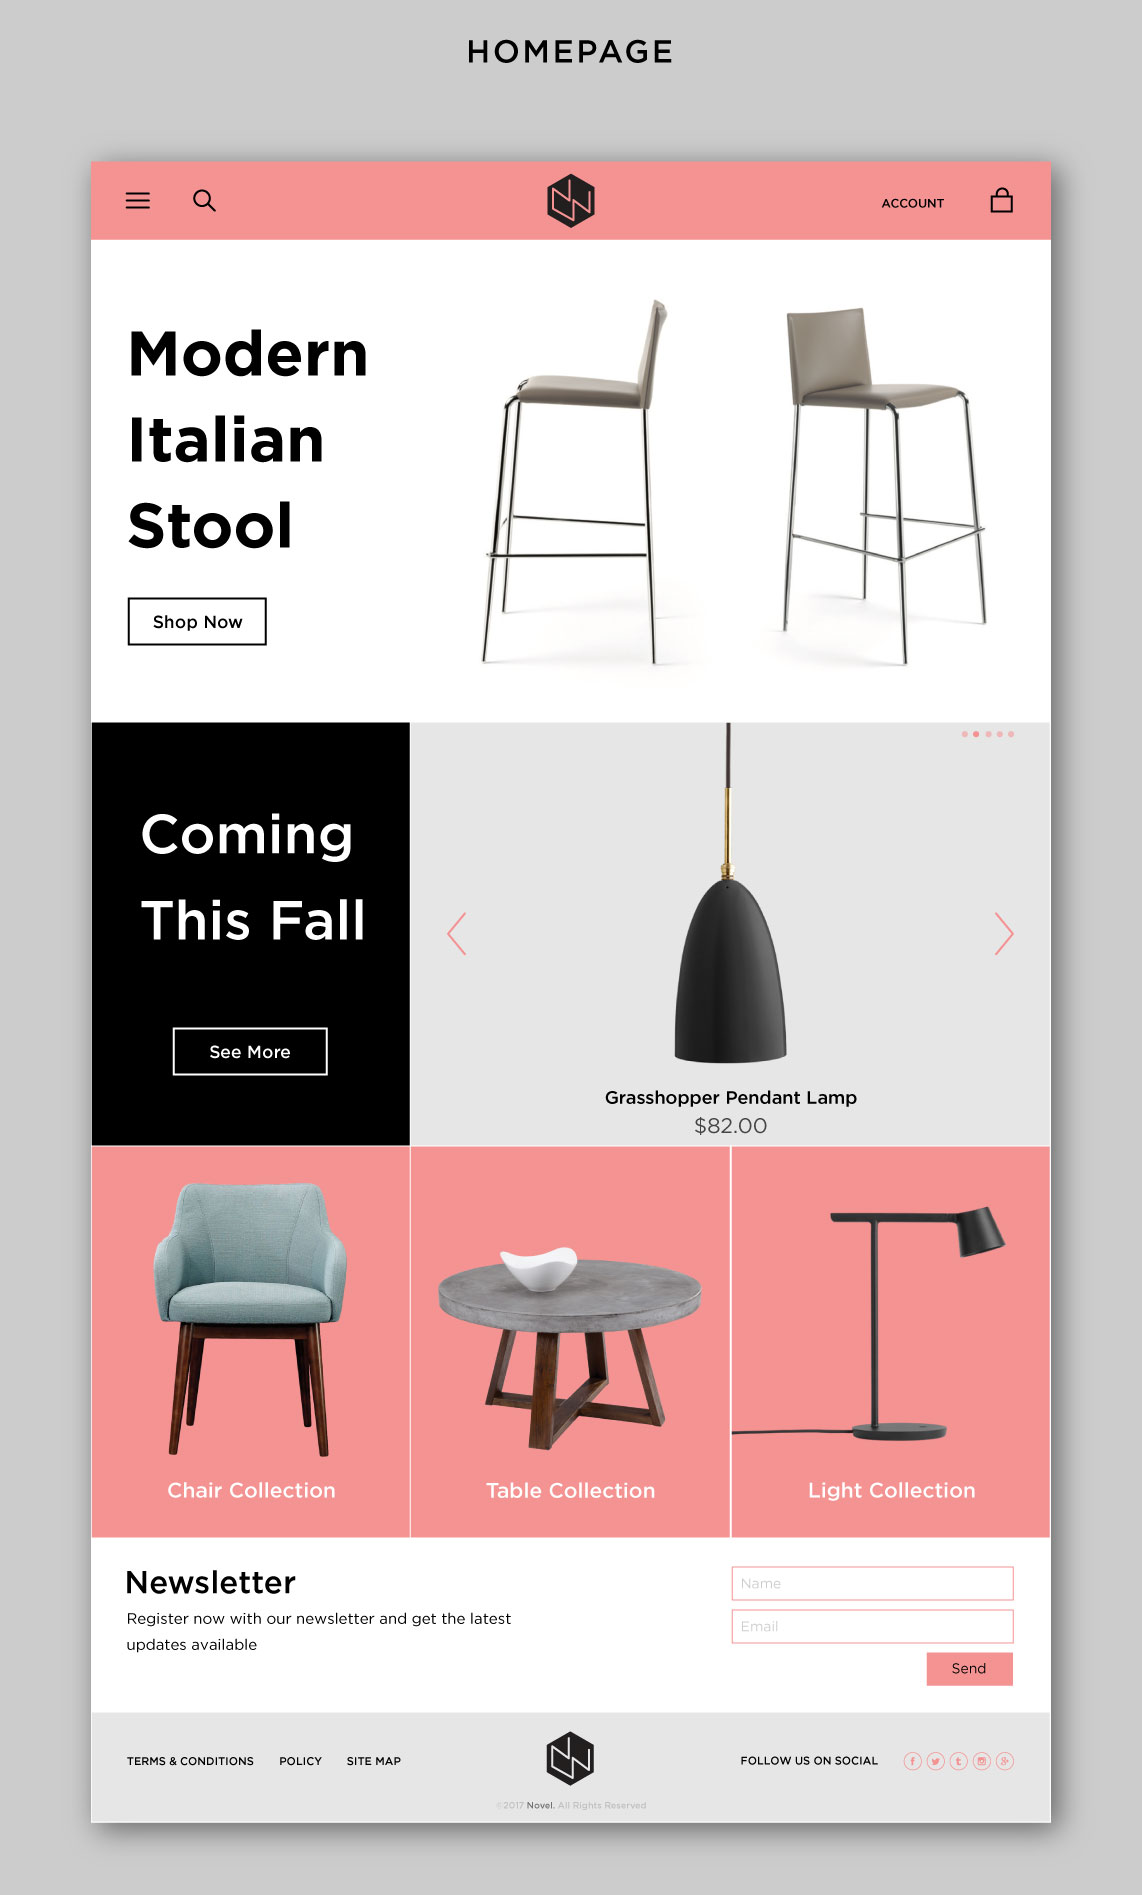 HOMEPAGE
ACCOUNT
Modern
Italian
Stool
Shop Now
Coming
This Fall
See More
Grasshopper Pendant Lamp
$82.00
Chair Collection
Table Collection
Light Collection
Newsletter
Register now with our newsletter and get the latest
updates available
Name
Email
Send
TERMS & CONDITIONS
POLICY
SITE MAP
FOLLOW US ON SOCIAL
©2017 Novel. All Rights Reserved